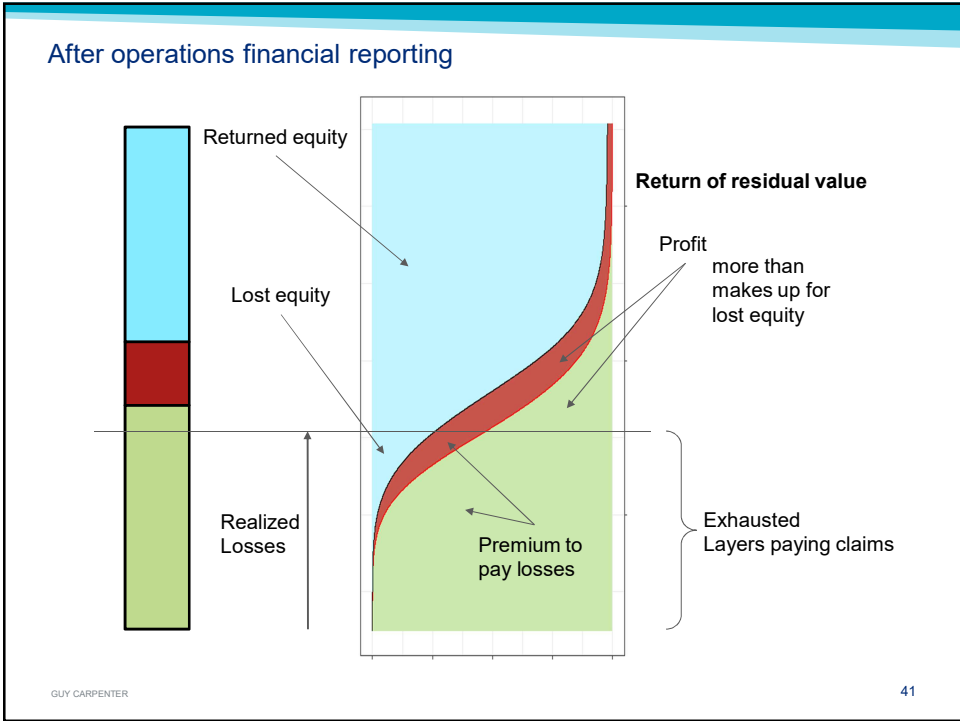 After operations financial reporting
Returned equity
Return of residual value
Profit
more than
makes up for
lost equity
Lost equity
Realized
Losses
Premium to
pay losses
Exhausted
Layers paying claims
GUY CARPENTER
41